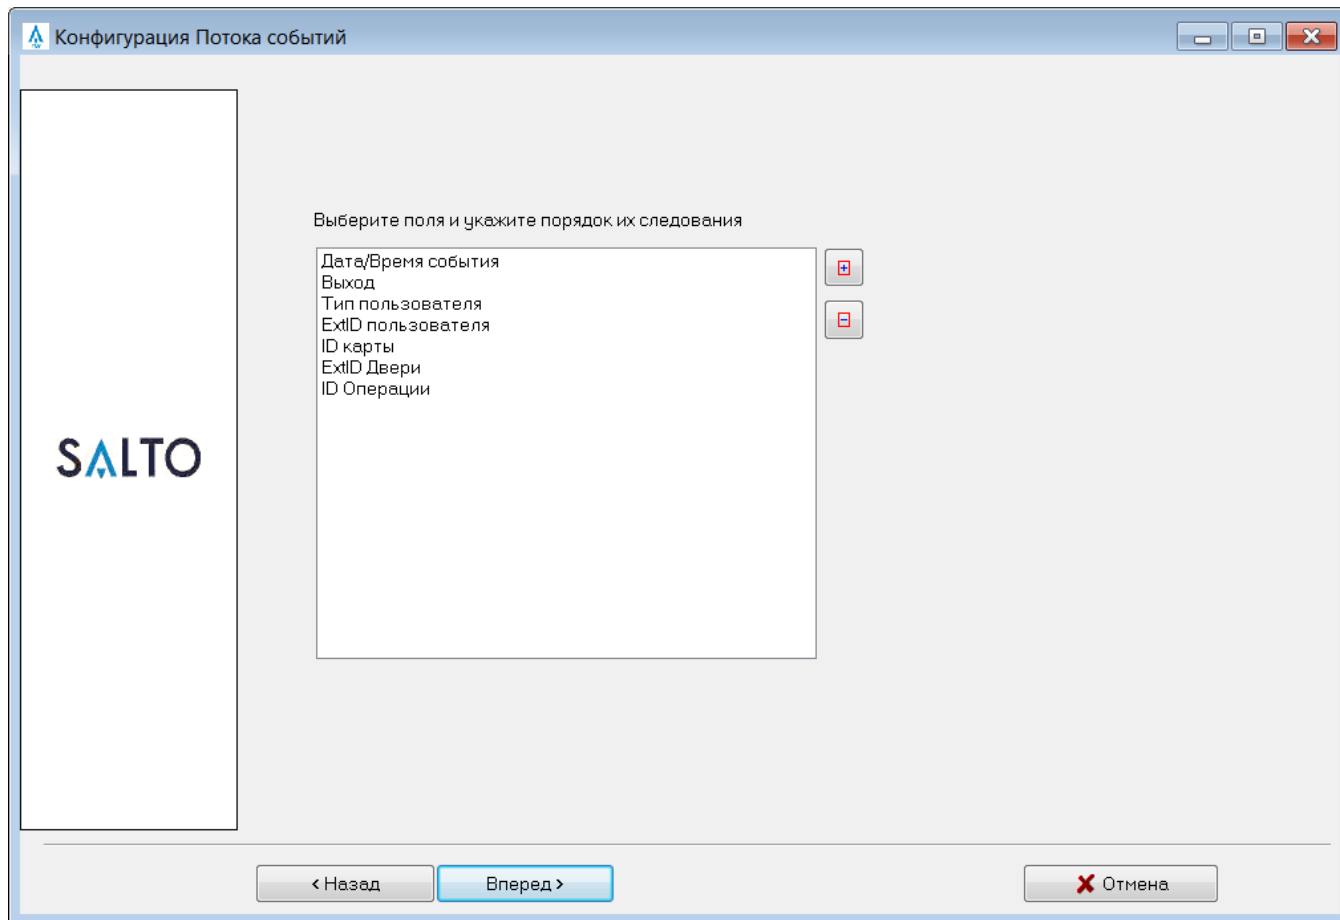 Конфигурация Потока событий
Выберите поля и укажите порядок их следования
Дата/Время события
Выход
Тип пользователя
ExtID пользователя
ID карты
ExtID Двери
ID Операции
SALTO
< Назад
Вперед >
Отмена